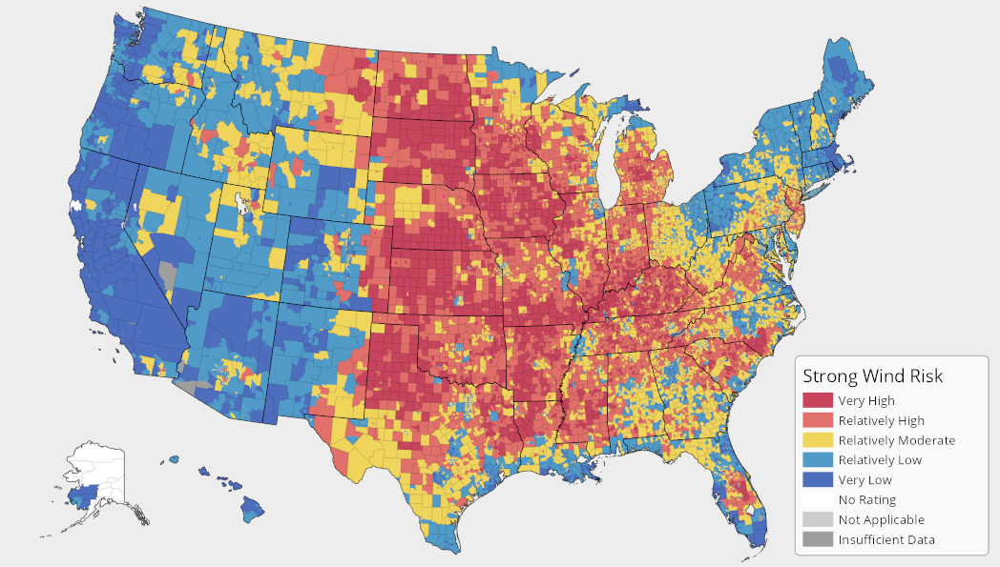 Strong Wind Risk
Very High
Relatively High
Relatively Moderate
Relatively Low
Very Low
No Rating
Not Applicable
Insufficient Data